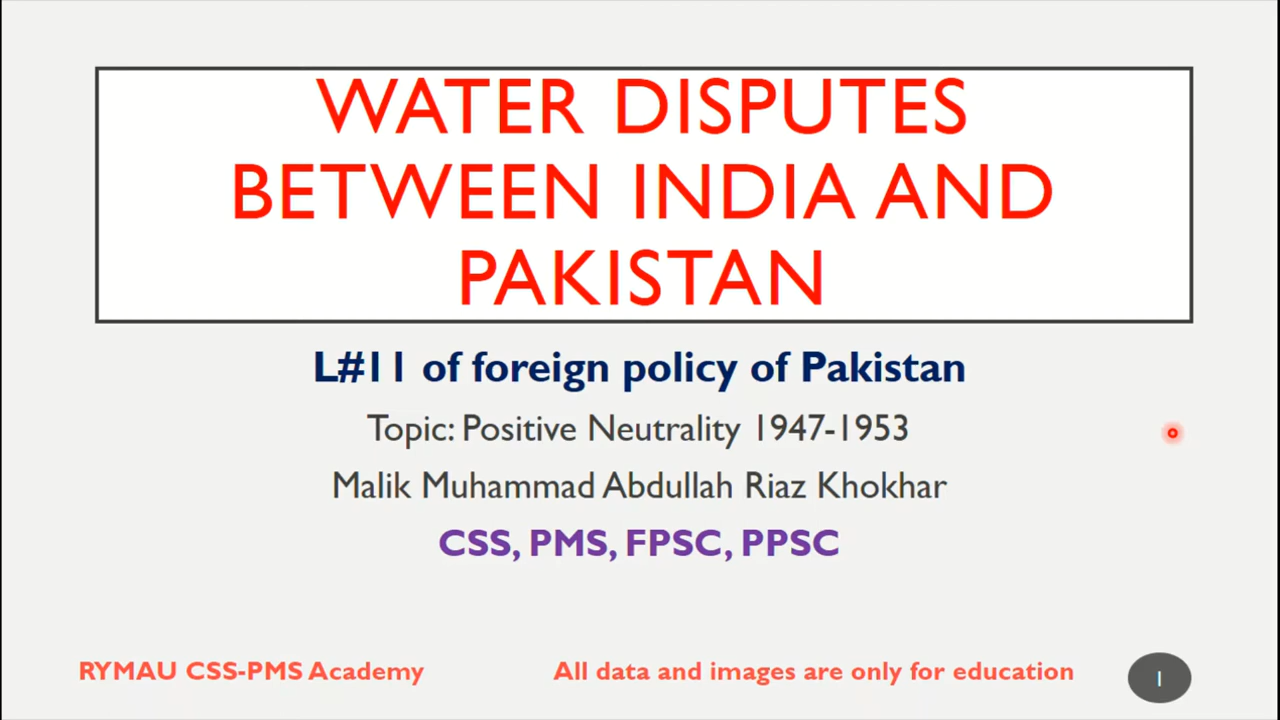 WATER DISPUTES
BETWEEN INDIA AND
PAKISTAN
L#11 of foreign policy of Pakistan
Topic: Positive Neutrality 1947-1953
Malik Muhammad Abdullah Riaz Khokhar
CSS, PMS, FPSC, PPSC
RYMAU CSS-PMS Academy
All data and images are only for education
1